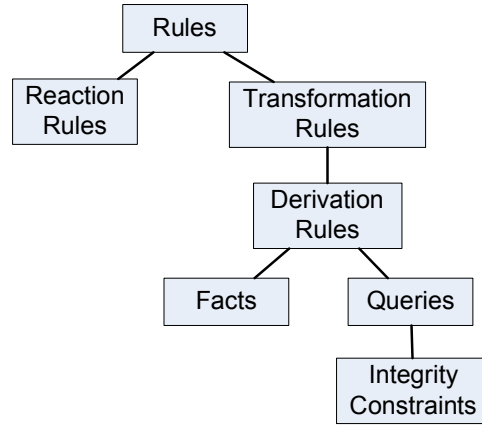 Rules
Reaction
Rules
Transformation
Rules
Derivation
Rules
Facts
Queries
Integrity
Constraints